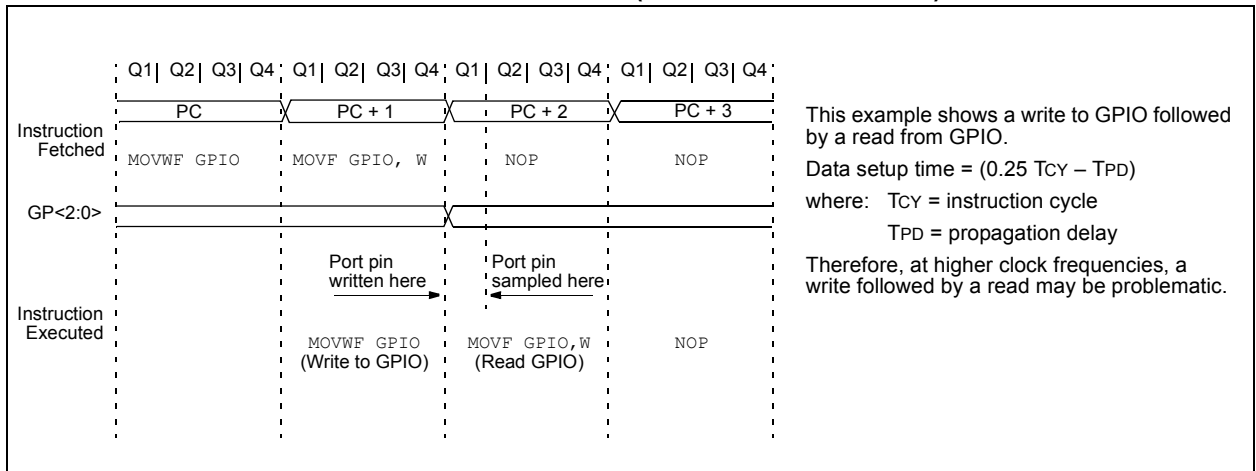 Q1| Q2| Q3| Q4 Q1| Q2| Q3| Q4 Q1| Q2| Q3| Q4 Q1| Q2| Q3| Q4
PC PC + 1 PC + 2 PC + 3
Instruction
Fetched
MOVWF GPIO MOVF GPIO, W NOP NOP
GP<2:0>
Port pin
written here
Port pin
sampled here
Instruction
Executed
MOVWF GPIO
(Write to GPIO)
MOVF GPIO,W
(Read GPIO)
NOP
This example shows a write to GPIO followed
by a read from GPIO.
Data setup time = (0.25 TCY – TPD)
where: TCY = instruction cycle
TPD = propagation delay
Therefore, at higher clock frequencies, a
write followed by a read may be problematic.